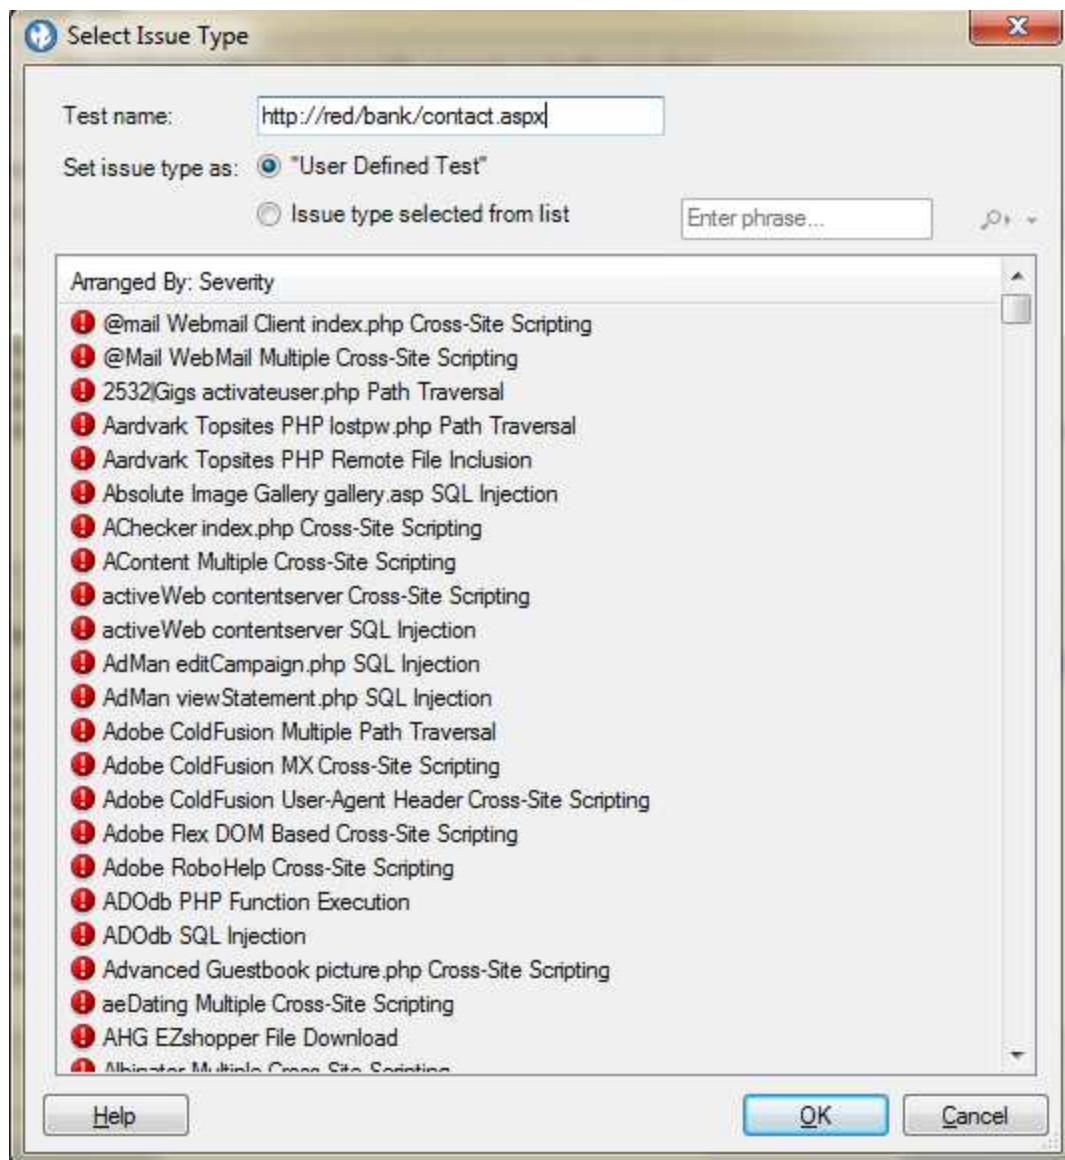 Select Issue Type
Test name: http://red/bank/contact.aspx
Set issue type as: "User Defined Test"
Issue type selected from list Enter phrase...
Arranged By: Severity
@mail Webmail Client index.php Cross-Site Scripting
@Mail WebMail Multiple Cross-Site Scripting
2532|Gigs activateuser.php Path Traversal
Aardvark Topsites PHP lostpw.php Path Traversal
Aardvark Topsites PHP Remote File Inclusion
Absolute Image Gallery gallery.asp SQL Injection
AChecker index.php Cross-Site Scripting
AContent Multiple Cross-Site Scripting
activeWeb contentserver Cross-Site Scripting
activeWeb contentserver SQL Injection
AdMan editCampaign.php SQL Injection
AdMan viewStatement.php SQL Injection
Adobe ColdFusion Multiple Path Traversal
Adobe ColdFusion MX Cross-Site Scripting
Adobe ColdFusion User-Agent Header Cross-Site Scripting
Adobe Flex DOM Based Cross-Site Scripting
Adobe RoboHelp Cross-Site Scripting
ADOdb PHP Function Execution
ADOdb SQL Injection
Advanced Guestbook picture.php Cross-Site Scripting
aeDating Multiple Cross-Site Scripting
AHG EZshopper File Download
Albinator Multiple Cross-Site Scripting
Help OK Cancel